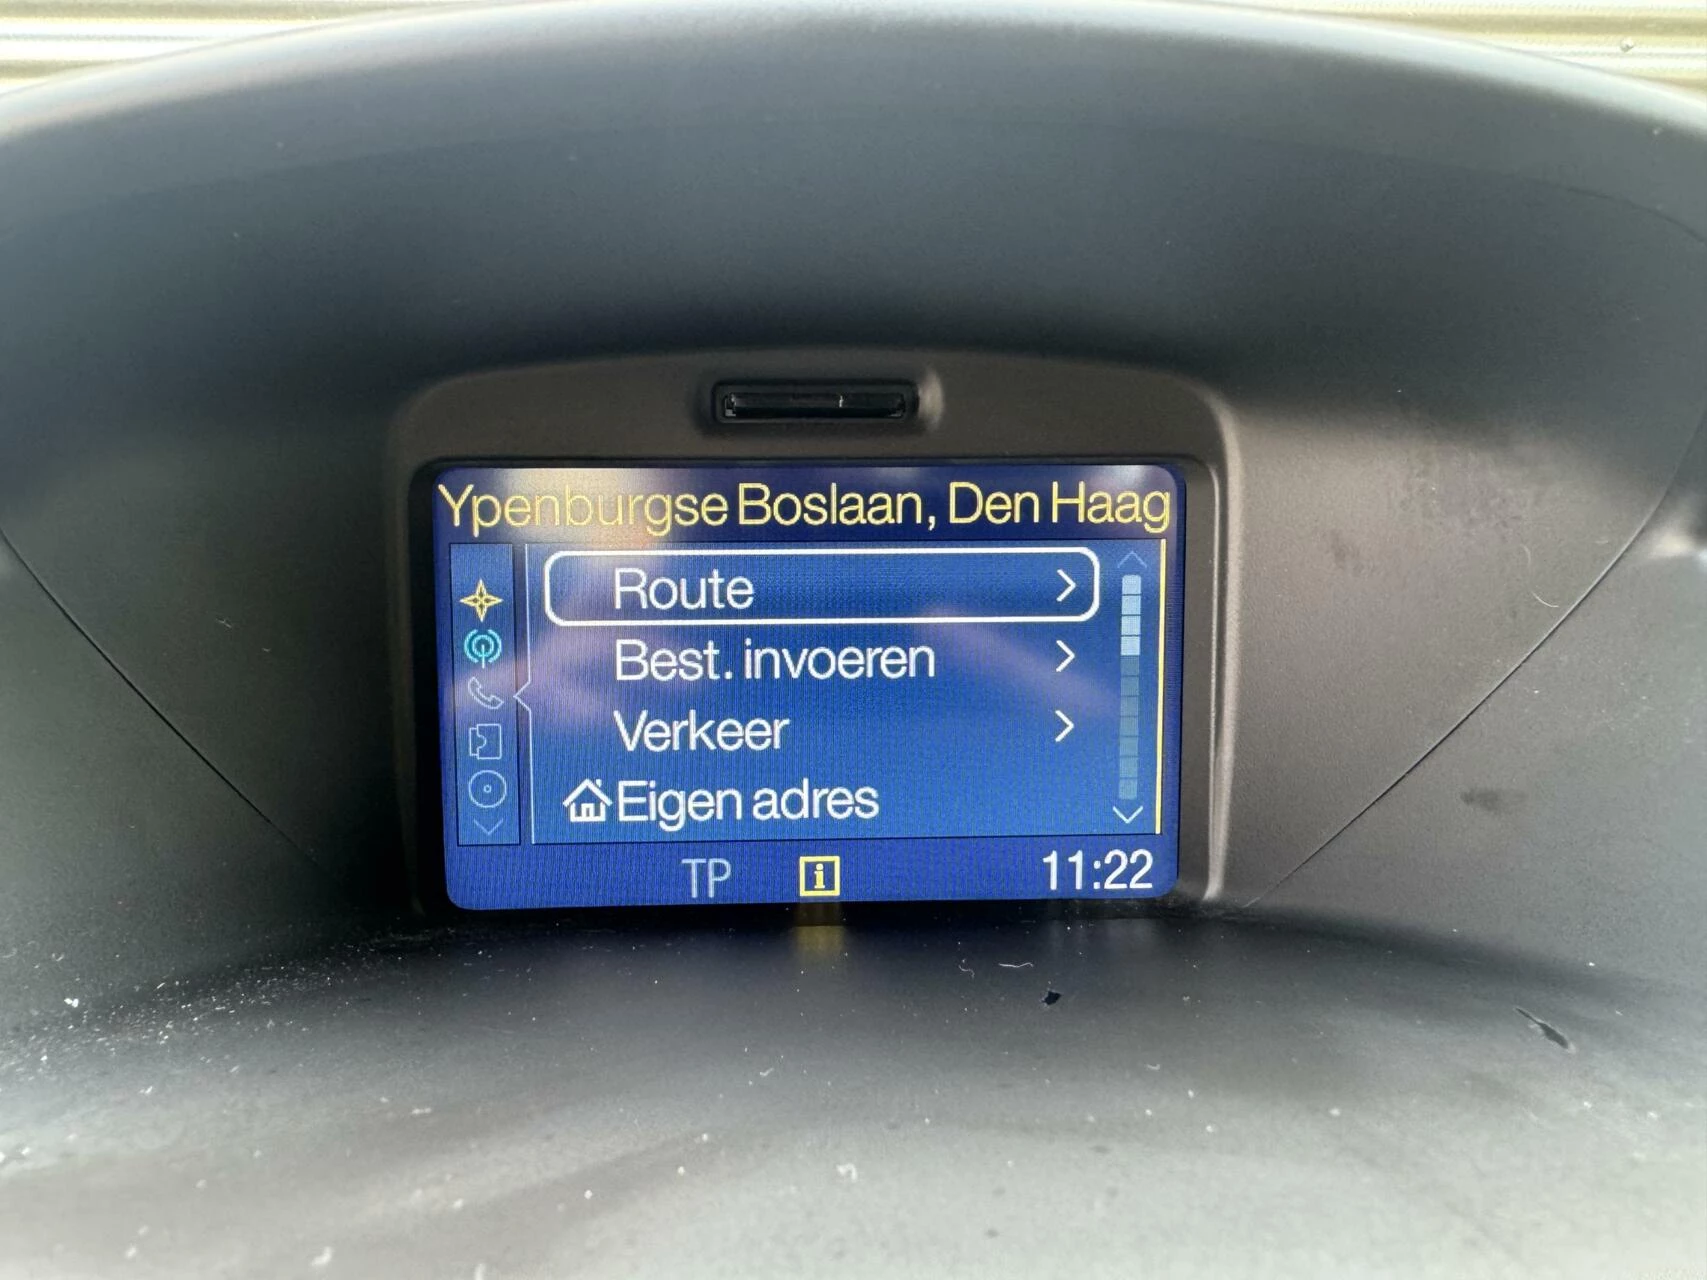 Ypenburgse Boslaan, Den Haag
Route
Best. invoeren
Verkeer
Eigen adres
TP
i
11:22